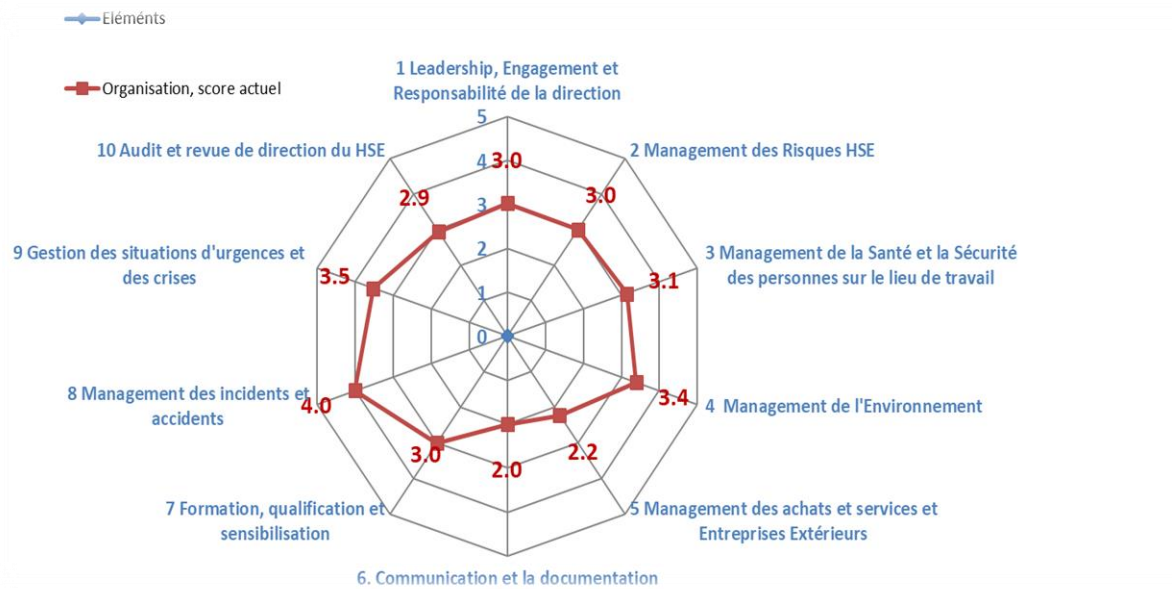 Eléménts
Organisation, score actuel
1 Leadership, Engagement et
Responsabilité de la direction
5
4
3
2
1
0
3.0
2 Management des Risques HSE
3.0
3 Management de la Santé et la Sécurité
des personnes sur le lieu de travail
3.1
4 Management de l'Environnement
3.4
5 Management des achats et services et
Entreprises Extérieurs
2.2
6. Communication et la documentation
2.0
7 Formation, qualification et
sensibilisation
3.0
8 Management des incidents et
accidents
4.0
9 Gestion des situations d'urgences et
des crises
3.5
10 Audit et revue de direction du HSE
2.9